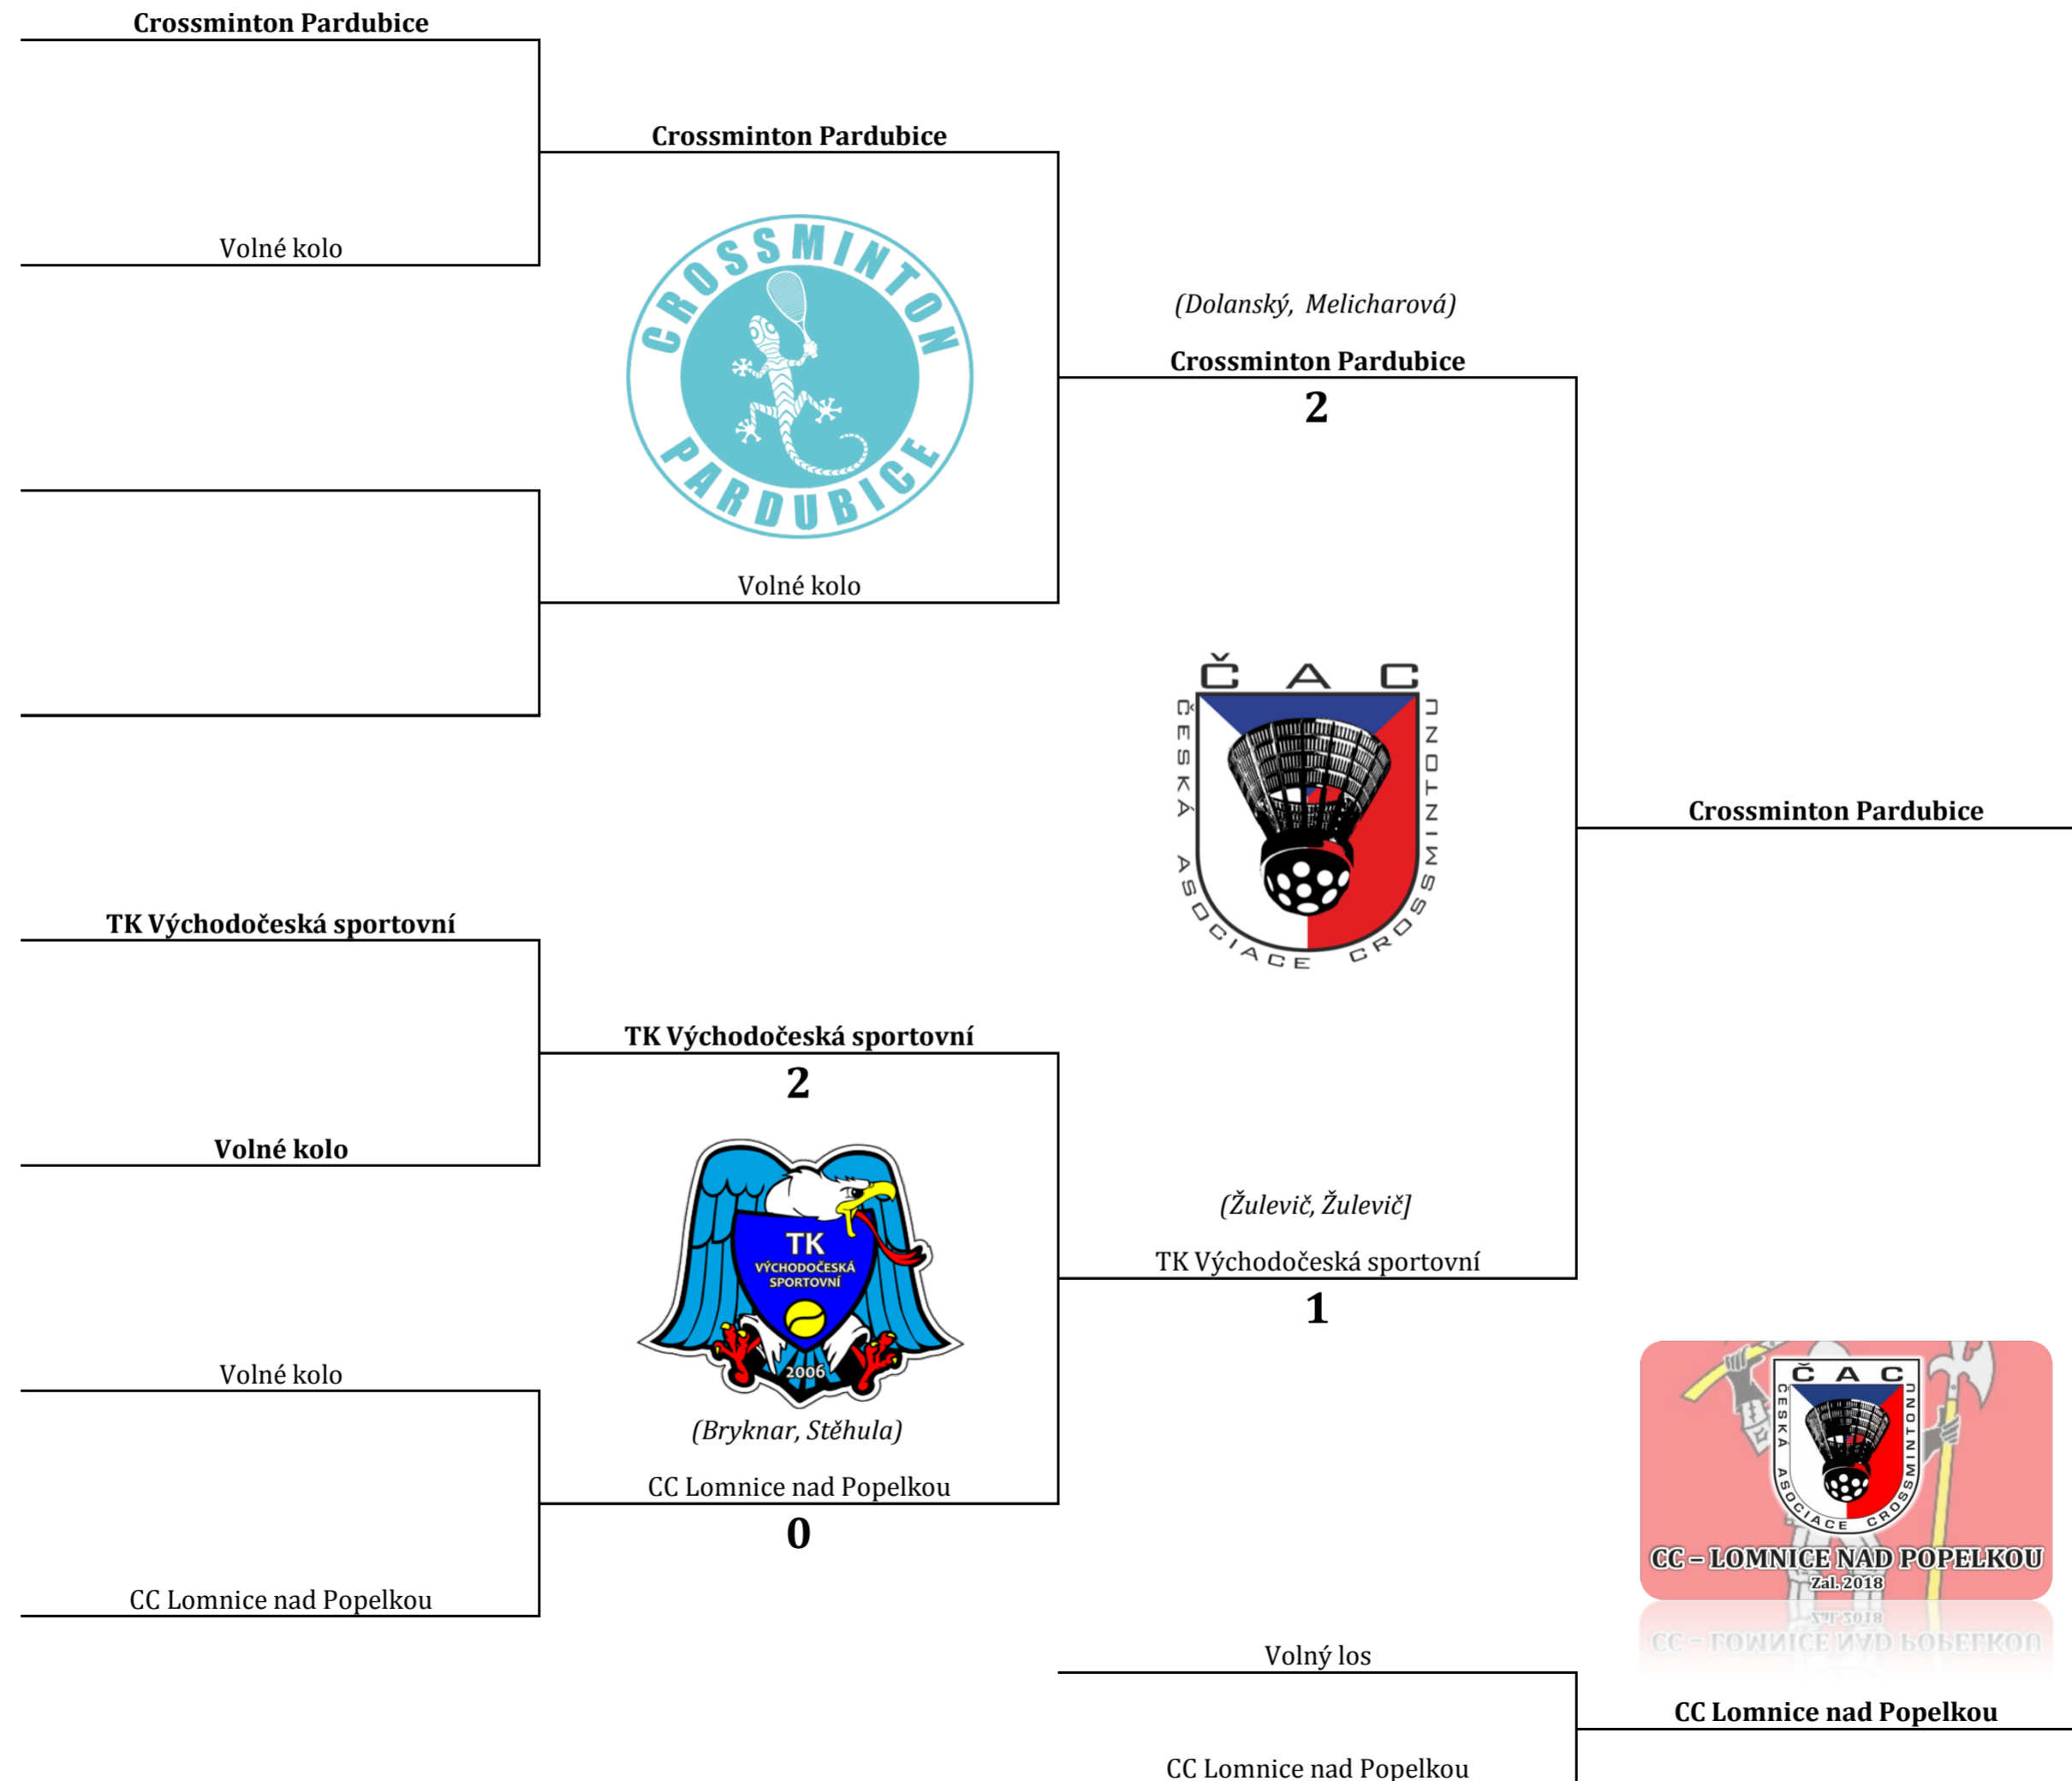 Crossminton Pardubice
Crossminton Pardubice
Volné kolo
CROSSMINTON
PARDUBICE
(Dolanský, Melicharová)
Crossminton Pardubice
2
Volné kolo
ČAC
ČESKÁ ASOCIACE CROSSMINTONU
Crossminton Pardubice
TK Východočeská sportovní
TK Východočeská sportovní
2
Volné kolo
TK
VÝCHODOČESKÁ
SPORTOVNÍ
2006
(Žulevič, Žulevič]
TK Východočeská sportovní
1
Volné kolo
(Bryknar, Stěhula)
CC Lomnice nad Popelkou
0
CC Lomnice nad Popelkou
ČAC
ČESKÁ ASOCIACE CROSSMINTONU
CC – LOMNICE NAD POPELKOU
Zal. 2018
Volný los
CC Lomnice nad Popelkou
CC Lomnice nad Popelkou